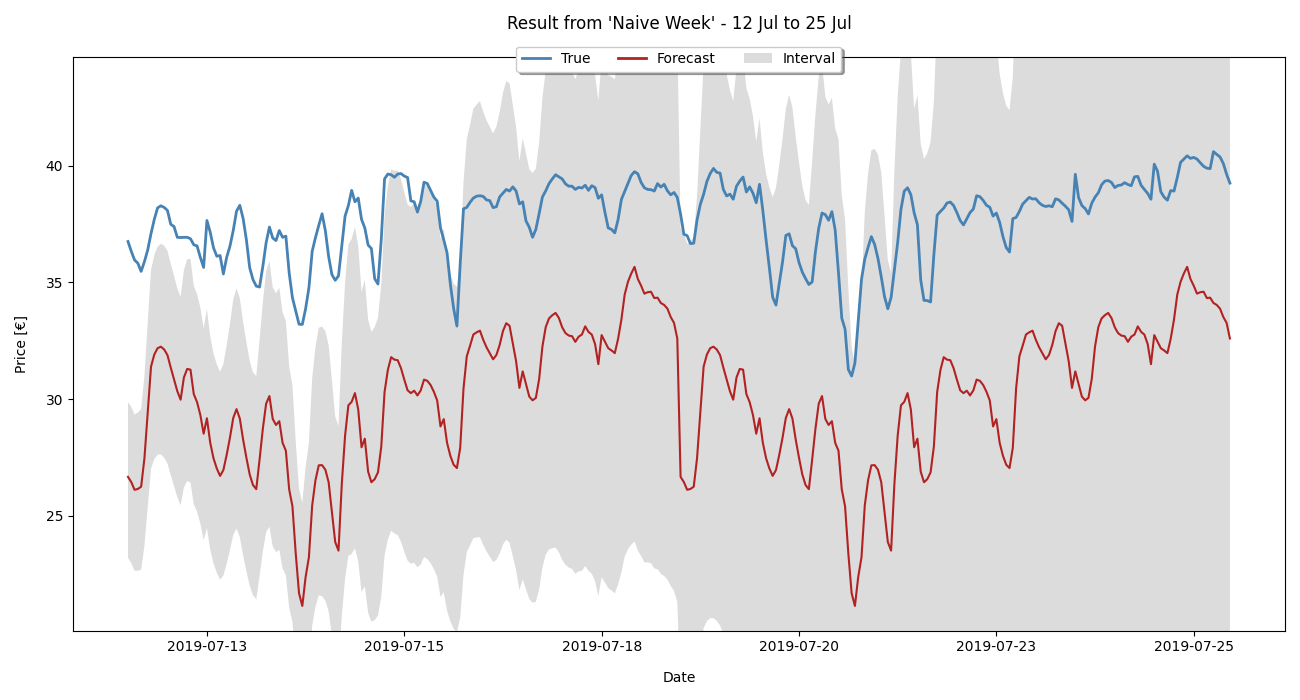 Result from 'Naive Week' - 12 Jul to 25 Jul
True Forecast Interval
Price [€]
40
35
30
25
2019-07-13 2019-07-15 2019-07-18 2019-07-20 2019-07-23 2019-07-25
Date